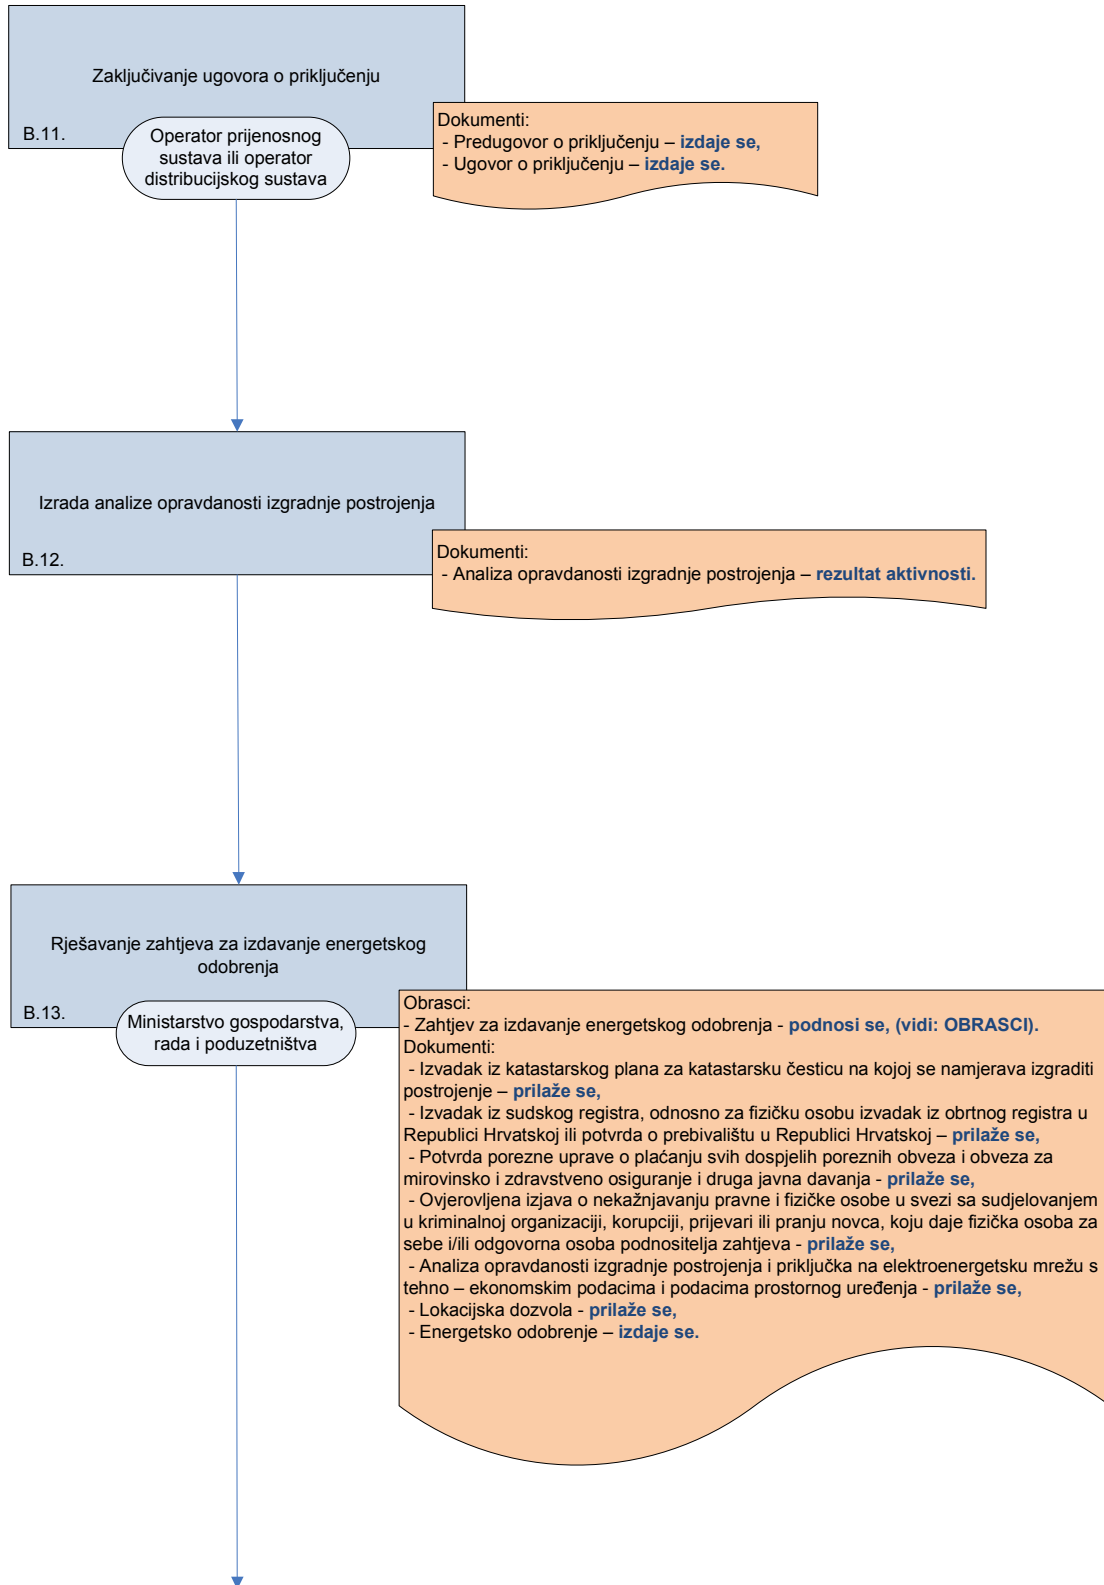 Zaključivanje ugovora o priključenju
B.11.
Operator prijenosnog
sustava ili operator
distribucijskog sustava
Dokumenti:
- Predugovor o priključenju – izdaje se,
- Ugovor o priključenju – izdaje se.
Izrada analize opravdanosti izgradnje postrojenja
B.12.
Dokumenti:
- Analiza opravdanosti izgradnje postrojenja – rezultat aktivnosti.
Rješavanje zahtjeva za izdavanje energetskog
odobrenja
B.13.
Ministarstvo gospodarstva,
rada i poduzetništva
Obrasci:
- Zahtjev za izdavanje energetskog odobrenja - podnosi se, (vidi: OBRASCI).
Dokumenti:
- Izvadak iz katastarskog plana za katastarsku česticu na kojoj se namjerava izgraditi
postrojenje – prilaže se,
- Izvadak iz sudskog registra, odnosno za fizičku osobu izvadak iz obrtnog registra u
Republici Hrvatskoj ili potvrda o prebivalištu u Republici Hrvatskoj – prilaže se,
- Potvrda porezne uprave o plaćanju svih dospjelih poreznih obveza i obveza za
mirovinsko i zdravstveno osiguranje i druga javna davanja - prilaže se,
- Ovjerovljena izjava o nekažnjavanju pravne i fizičke osobe u svezi sa sudjelovanjem
u kriminalnoj organizaciji, korupciji, prijevari ili pranju novca, koju daje fizička osoba za
sebe i/ili odgovorna osoba podnositelja zahtjeva - prilaže se,
- Analiza opravdanosti izgradnje postrojenja i priključka na elektroenergetsku mrežu s
tehno – ekonomskim podacima i podacima prostornog uređenja - prilaže se,
- Lokacijska dozvola - prilaže se,
- Energetsko odobrenje – izdaje se.